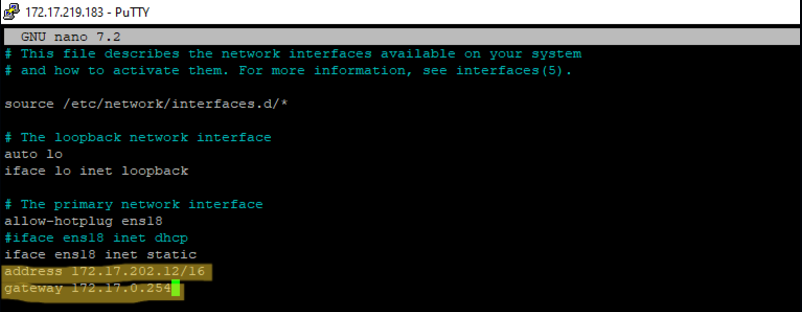 172.17.219.183 - PuTTY
GNU nano 7.2
# This file describes the network interfaces available on your system
# and how to activate them. For more information, see interfaces(5).
source /etc/network/interfaces.d/*
# The loopback network interface
auto lo
iface lo inet loopback
# The primary network interface
allow-hotplug ens18
#iface ens18 inet dhcp
iface ens18 inet static
address 172.17.202.12/16
gateway 172.17.0.254